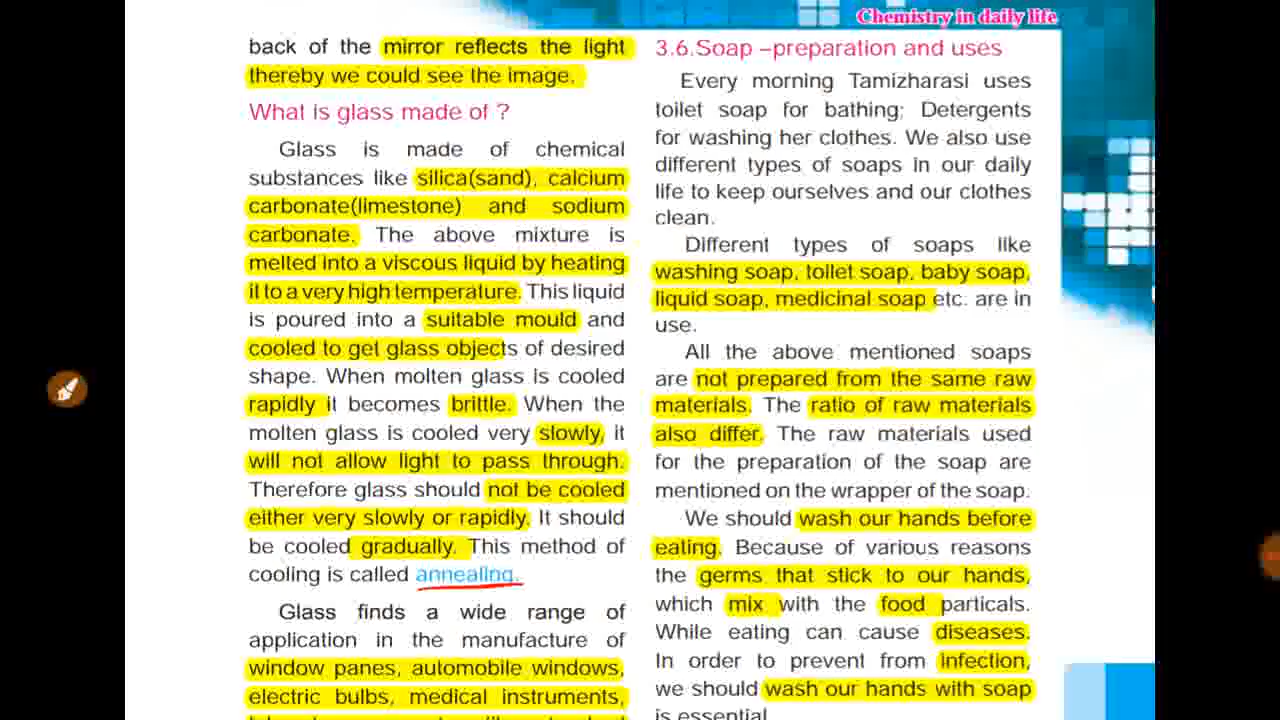 Chemistry in daily life
back of the mirror reflects the light
thereby we could see the image.
What is glass made of ?
Glass is made of chemical
substances like silica(sand), calcium
carbonate(limestone) and sodium
carbonate. The above mixture is
melted into a viscous liquid by heating
it to a very high temperature. This liquid
is poured into a suitable mould and
cooled to get glass objects of desired
shape. When molten glass is cooled
rapidly it becomes brittle. When the
molten glass is cooled very slowly, it
will not allow light to pass through.
Therefore glass should not be cooled
either very slowly or rapidly. It should
be cooled gradually. This method of
cooling is called annealing.
Glass finds a wide range of
application in the manufacture of
window panes, automobile windows,
electric bulbs, medical instruments,
3.6.Soap –preparation and uses
Every morning Tamizharasi uses
toilet soap for bathing; Detergents
for washing her clothes. We also use
different types of soaps in our daily
life to keep ourselves and our clothes
clean.
Different types of soaps like
washing soap, toilet soap, baby soap,
liquid soap, medicinal soap etc. are in
use.
All the above mentioned soaps
are not prepared from the same raw
materials. The ratio of raw materials
also differ. The raw materials used
for the preparation of the soap are
mentioned on the wrapper of the soap.
We should wash our hands before
eating. Because of various reasons
the germs that stick to our hands,
which mix with the food particals.
While eating can cause diseases.
In order to prevent from infection,
we should wash our hands with soap
is essential